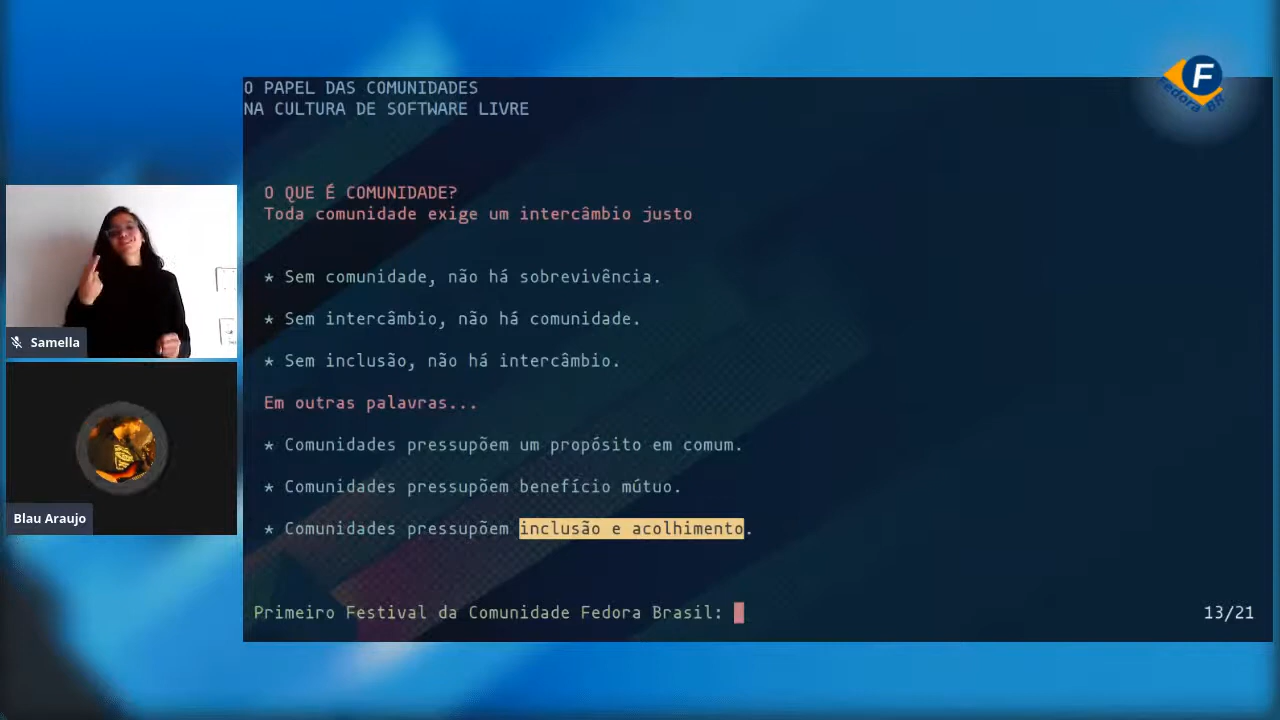 O PAPEL DAS COMUNIDADES
NA CULTURA DE SOFTWARE LIVRE
F
Fedora BR
O QUE É COMUNIDADE?
Toda comunidade exige um intercâmbio justo
* Sem comunidade, não há sobrevivência.
* Sem intercâmbio, não há comunidade.
* Sem inclusão, não há intercâmbio.
Em outras palavras...
* Comunidades pressupõem um propósito em comum.
* Comunidades pressupõem benefício mútuo.
* Comunidades pressupõem inclusão e acolhimento.
Primeiro Festival da Comunidade Fedora Brasil:
13/21
Samella
Blau Araujo